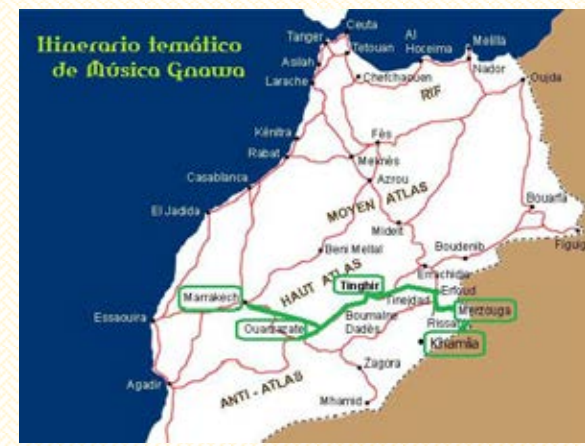 Itinerario temático
de Música Gnawa
Ceuta
Tanger
Tetouan
Al
Hoceima
Melilla
Asilah
Nador
Larache
Chefchaouen
Oujda
RIF
Kénitra
Fès
Rabat
Meknès
Azrou
Casablanca
MOYEN ATLAS
Bouarfa
El Jadida
Midelt
Figuig
Beni Mellal
Boudenib
HAUT ATLAS
Errachidia
Tinghir
Marrakech
Erfoud
Tinejdad
Merzouga
Essaouira
Boumalne
Dadès
Rissani
Ouarzazate
Khamlia
Zagora
Agadir
ANTI - ATLAS
Mhamid